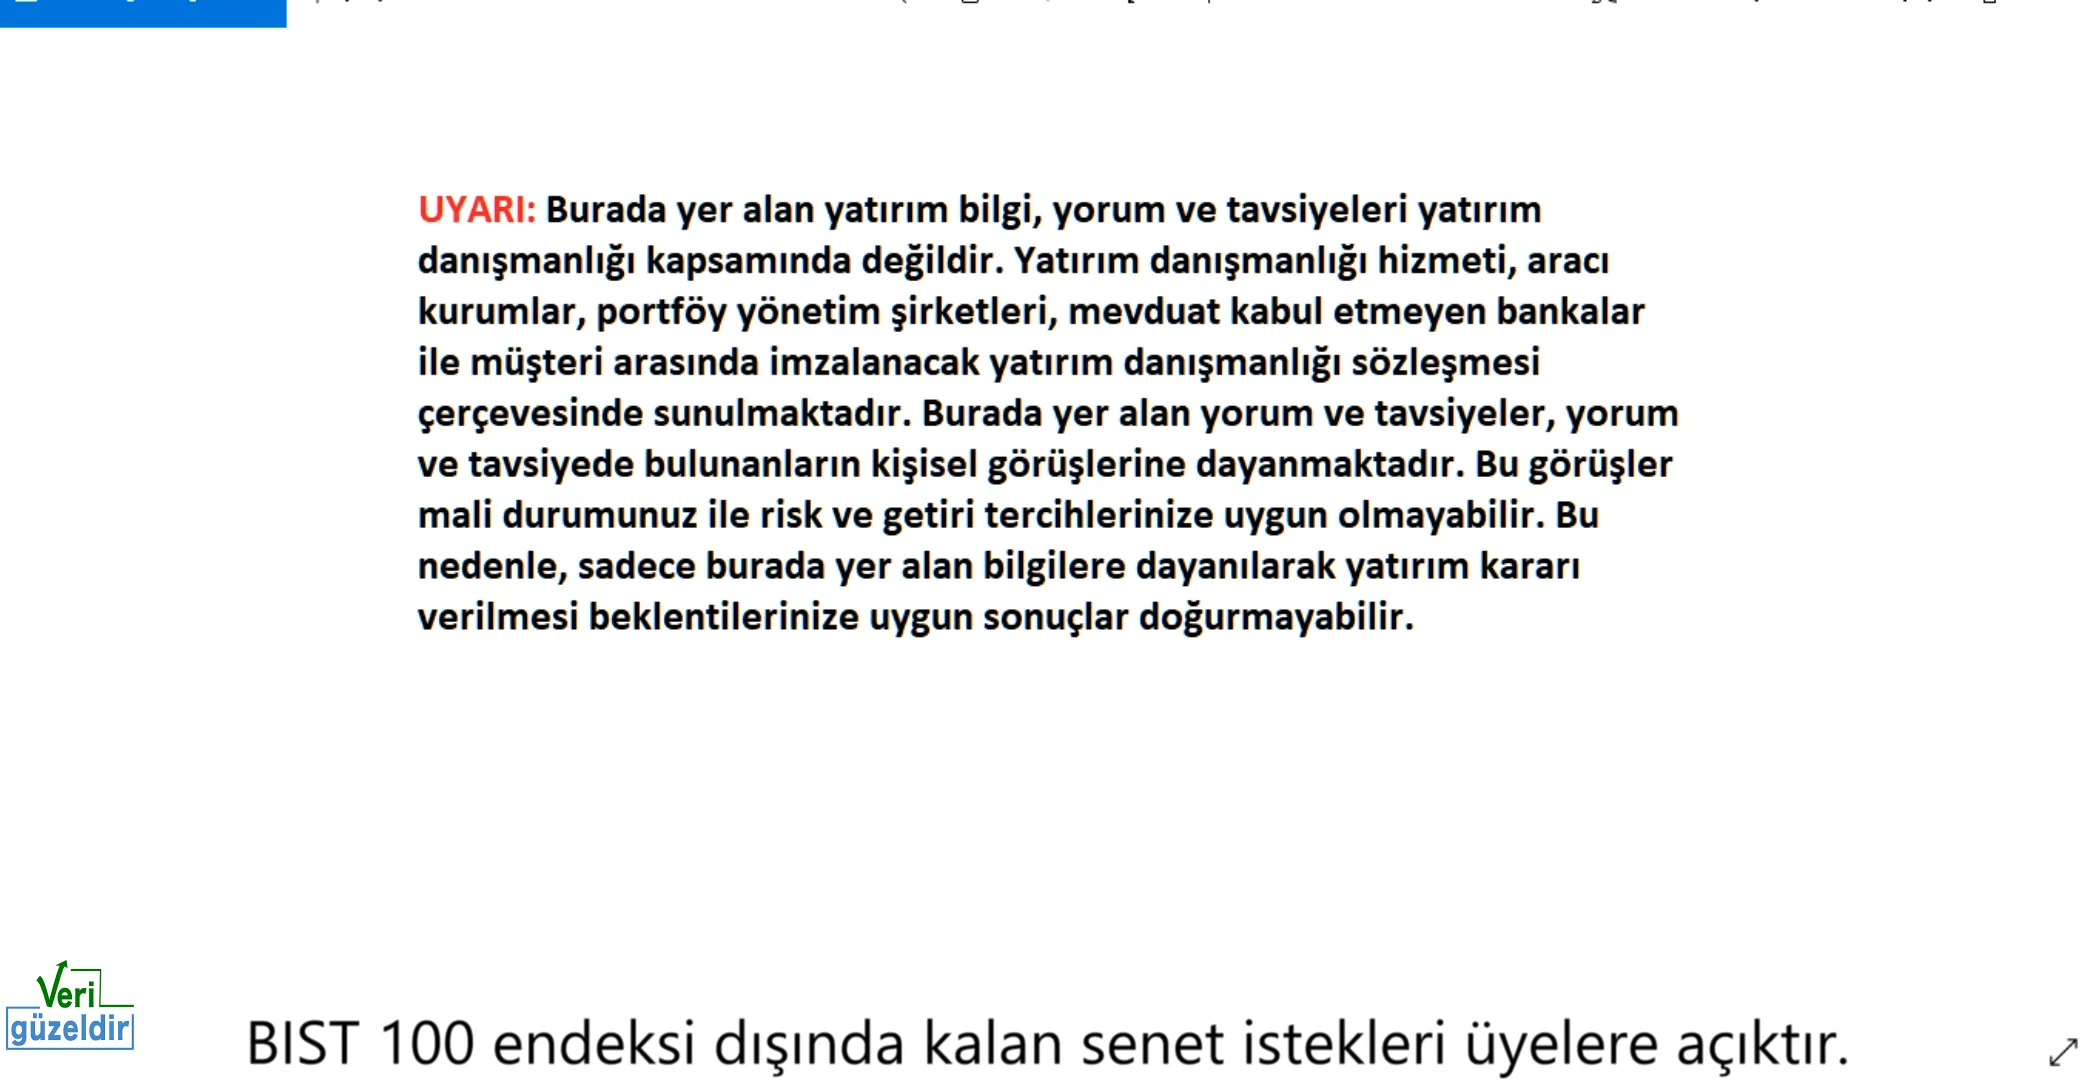 UYARI: Burada yer alan yatırım bilgi, yorum ve tavsiyeleri yatırım
danışmanlığı kapsamında değildir. Yatırım danışmanlığı hizmeti, aracı
kurumlar, portföy yönetim şirketleri, mevduat kabul etmeyen bankalar
ile müşteri arasında imzalanacak yatırım danışmanlığı sözleşmesi
çerçevesinde sunulmaktadır. Burada yer alan yorum ve tavsiyeler, yorum
ve tavsiyede bulunanların kişisel görüşlerine dayanmaktadır. Bu görüşler
mali durumunuz ile risk ve getiri tercihlerinize uygun olmayabilir. Bu
nedenle, sadece burada yer alan bilgilere dayanılarak yatırım kararı
verilmesi beklentilerinize uygun sonuçlar doğurmayabilir.
Veri
güzeldir
BIST 100 endeksi dışında kalan senet istekleri üyelere açıktır.